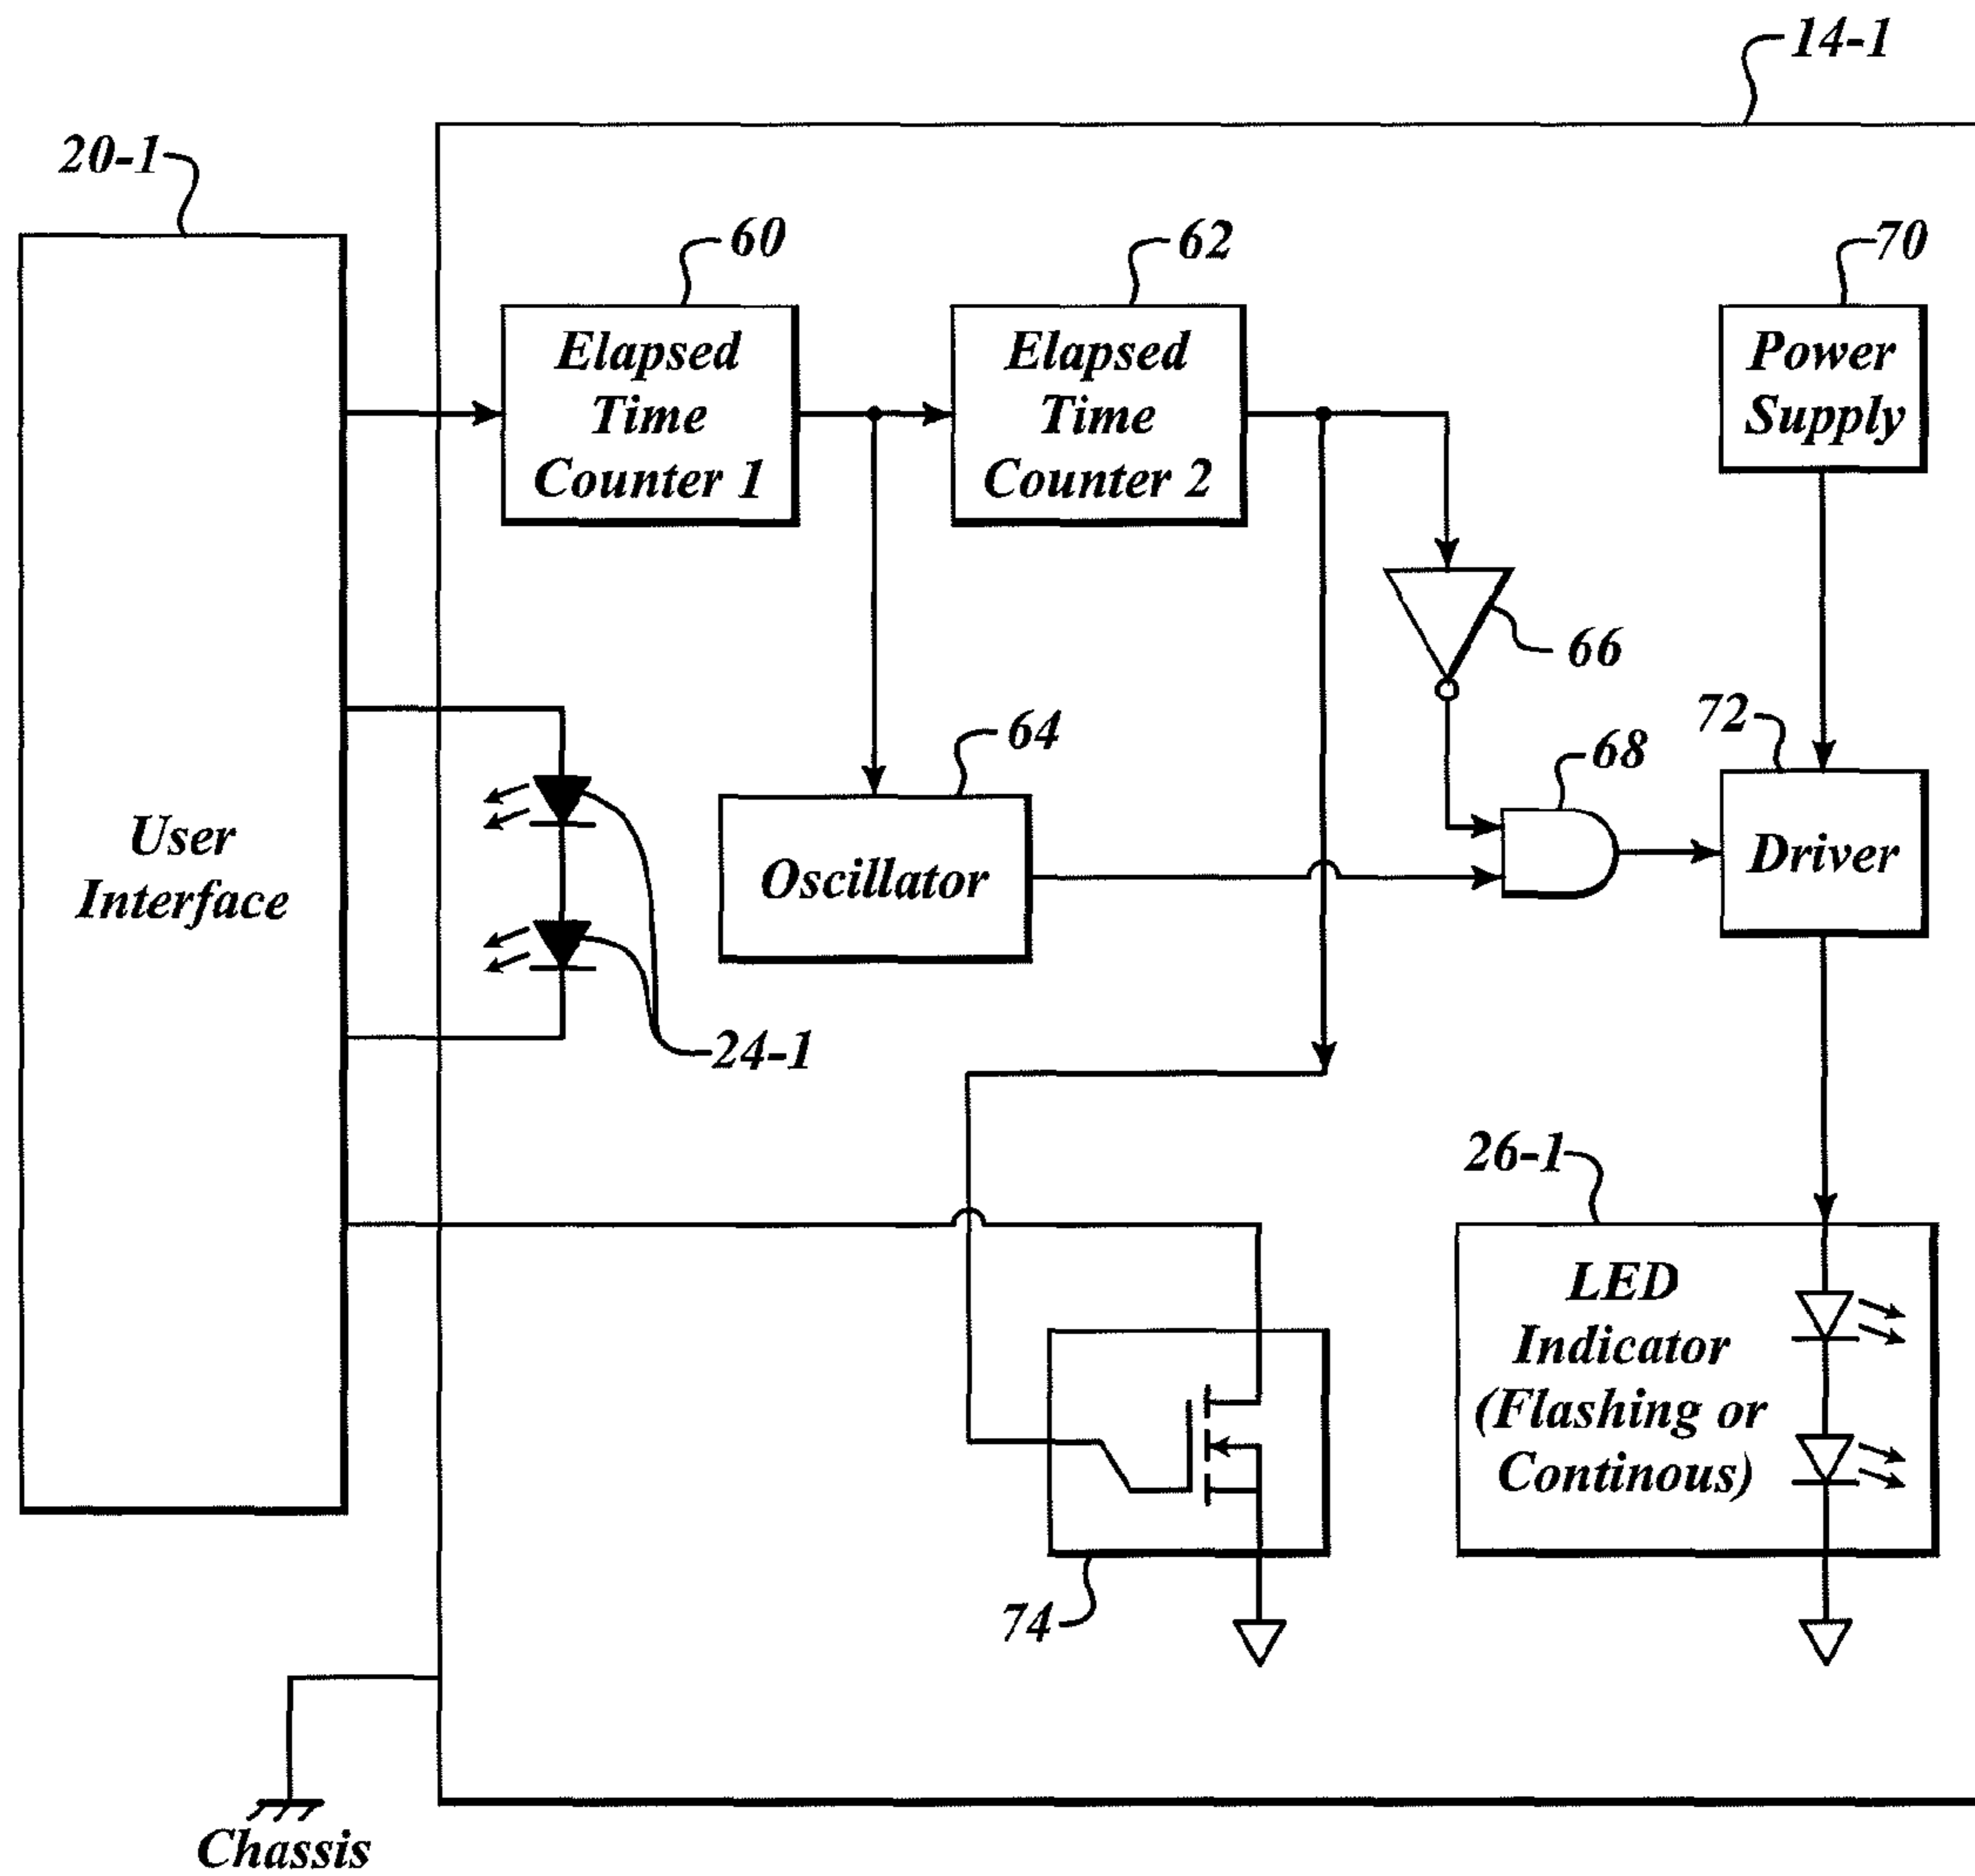 14-1
20-1
60
62
70
Elapsed
Time
Counter 1
Elapsed
Time
Counter 2
Power
Supply
66
64
72
68
User
Interface
Oscillator
Driver
24-1
26-1
LED
Indicator
(Flashing or
Continous)
74
Chassis